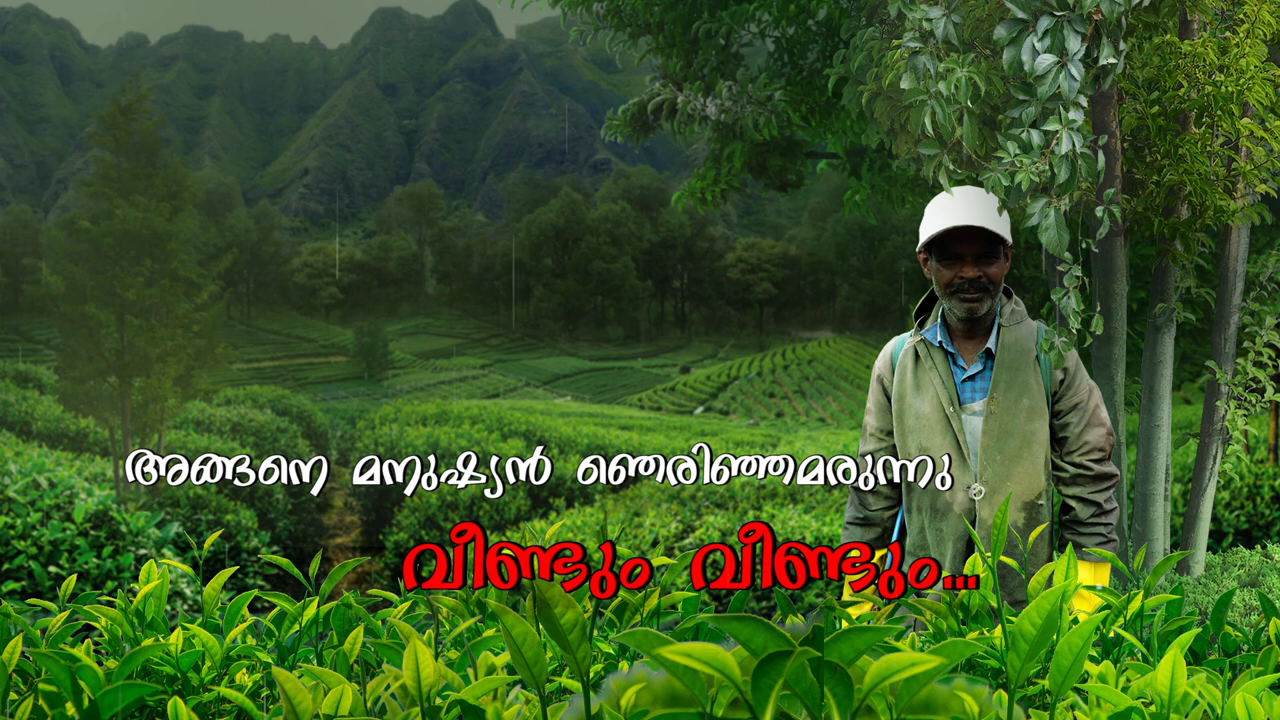 അങ്ങനെ മനുഷ്യൻ ഞെരിഞ്ഞമരുന്നു
വീണ്ടും വീണ്ടും...